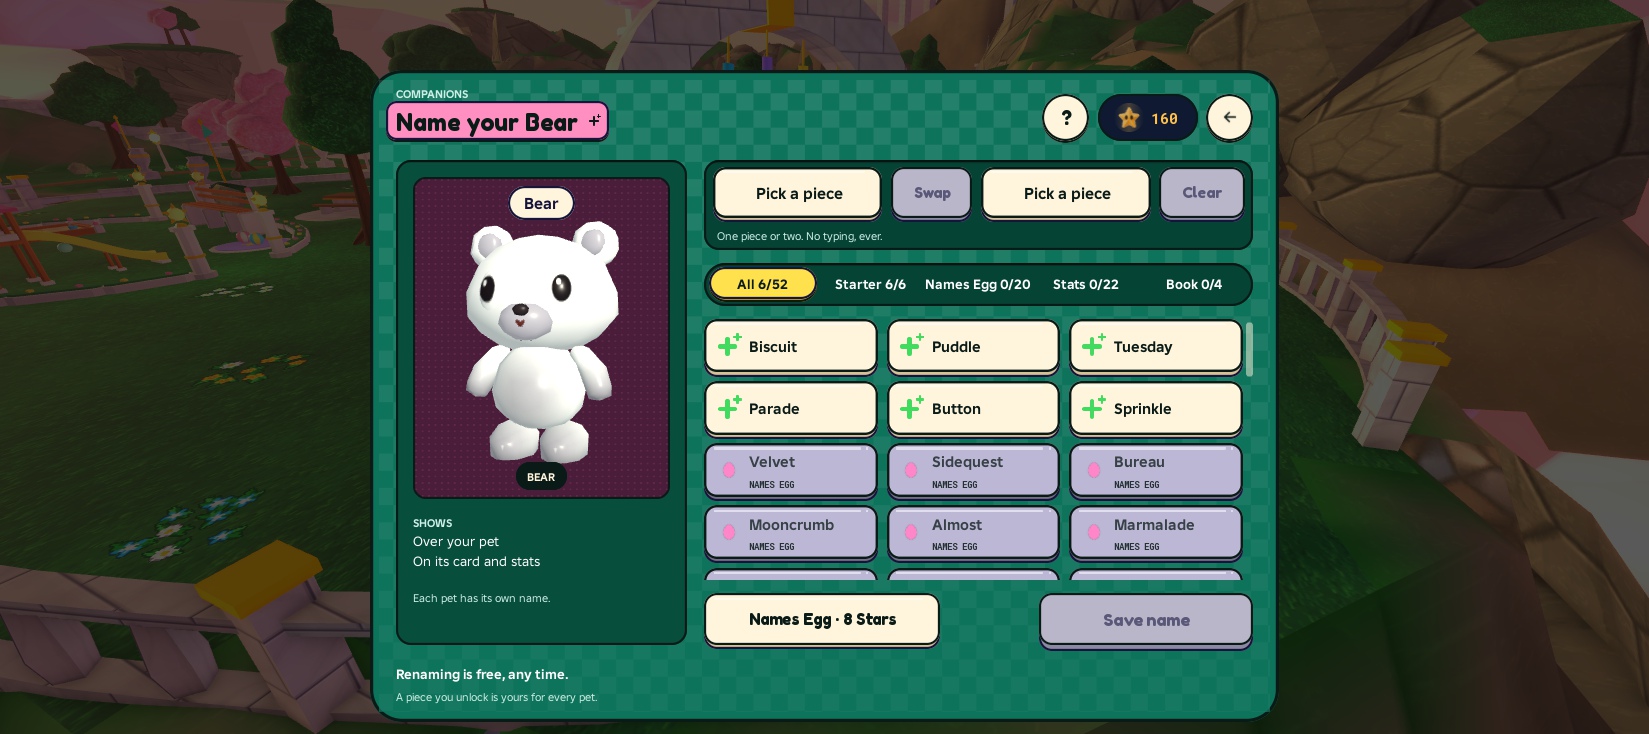 COMPANIONS
Name your Bear
?
160
Bear
BEAR
SHOWS
Over your pet
On its card and stats
Each pet has its own name.
Pick a piece
Swap
Pick a piece
Clear
One piece or two. No typing, ever.
All 6/52
Starter 6/6
Names Egg 0/20
Stats 0/22
Book 0/4
Biscuit
Puddle
Tuesday
Parade
Button
Sprinkle
Velvet
NAMES EGG
Sidequest
NAMES EGG
Bureau
NAMES EGG
Mooncrumb
NAMES EGG
Almost
NAMES EGG
Marmalade
NAMES EGG
Names Egg · 8 Stars
Save name
Renaming is free, any time.
A piece you unlock is yours for every pet.